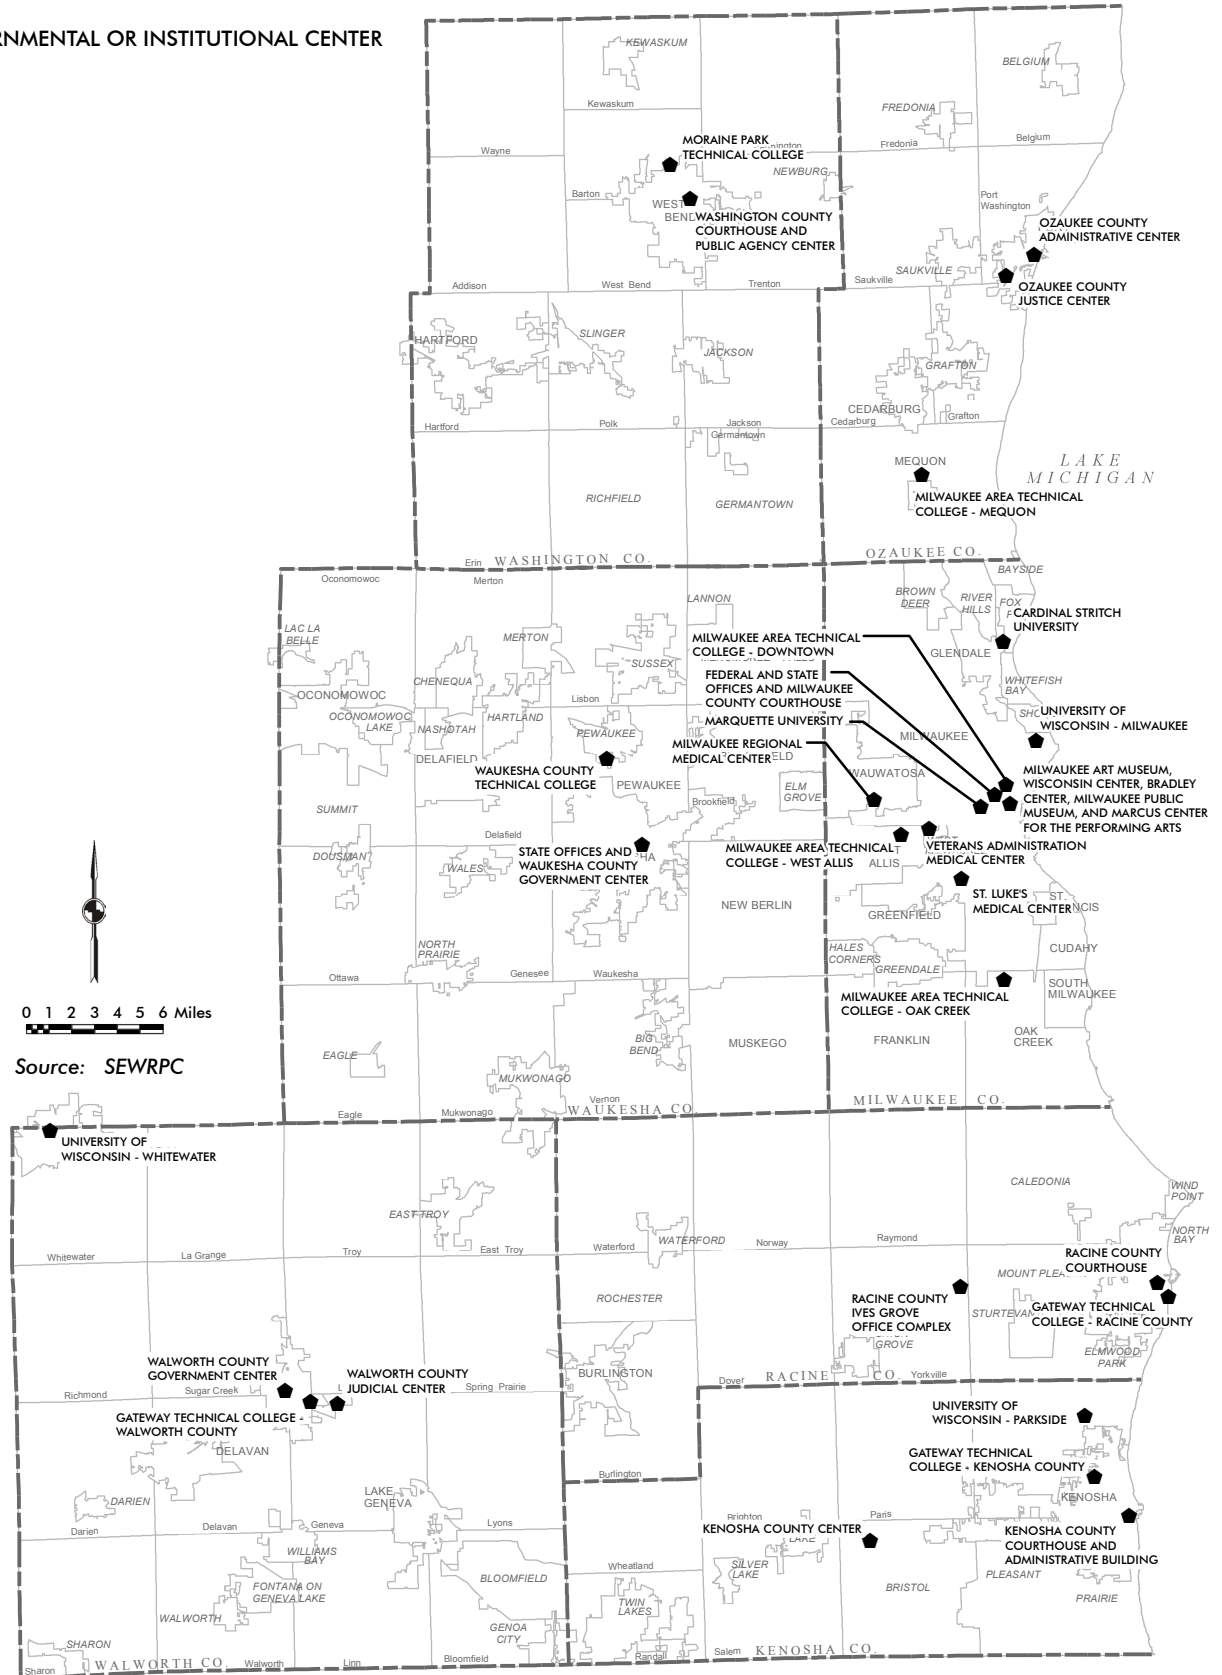 RNMENTAL OR INSTITUTIONAL CENTER
KEWASKUM
BELGIUM
Kewaskum
FREDONIA
Wayne
Fredonia
Belgium
MORAINE PARK
TECHNICAL COLLEGE
NEWBURG
Barton
WEST
BEND
WASHINGTON COUNTY
COURTHOUSE AND
PUBLIC AGENCY CENTER
Port
Washington
OZAUKEE COUNTY
ADMINISTRATIVE CENTER
SAUKVILLE
Saukville
OZAUKEE COUNTY
JUSTICE CENTER
Addison
West Bend
Trenton
HARTFORD
SLINGER
JACKSON
GRAFTON
CEDARBURG
Hartford
Polk
Jackson
Germantown
Cedarburg
Grafton
MEQUON
LAKE
MICHIGAN
RICHFIELD
GERMANTOWN
MILWAUKEE AREA TECHNICAL
COLLEGE - MEQUON
Erin
WASHINGTON CO.
OZAUKEE CO.
Oconomowoc
Merton
BAYSIDE
BROWN
DEER
RIVER
HILLS
FOX
LANNON
CARDINAL STRITCH
UNIVERSITY
LAC LA
BELLE
MERTON
SUSSEX
MILWAUKEE AREA TECHNICAL
COLLEGE - DOWNTOWN
GLENDALE
CHENEQUA
FEDERAL AND STATE
OFFICES AND MILWAUKEE
COUNTY COURTHOUSE
WHITEFISH
BAY
OCONOMOWOC
Lisbon
OCONOMOWOC
LAKE
HARTLAND
NASHOTAH
MARQUETTE UNIVERSITY
UNIVERSITY OF
WISCONSIN - MILWAUKEE
PEWAUKEE
MILWAUKEE
MILWAUKEE REGIONAL
MEDICAL CENTER
DELAFIELD
WAUKESHA COUNTY
TECHNICAL COLLEGE
PEWAUKEE
ELM
GROVE
WAUWATOSA
MILWAUKEE ART MUSEUM,
WISCONSIN CENTER, BRADLEY
CENTER, MILWAUKEE PUBLIC
MUSEUM, AND MARCUS CENTER
FOR THE PERFORMING ARTS
SUMMIT
Brookfield
Delafield
DOUSMAN
WALES
STATE OFFICES AND
WAUKESHA COUNTY
GOVERNMENT CENTER
MILWAUKEE AREA TECHNICAL
COLLEGE - WEST ALLIS
ALLIS
VETERANS ADMINISTRATION
MEDICAL CENTER
ST. LUKE'S
MEDICAL CENTER
ST.
NEW BERLIN
GREENFIELD
NORTH
PRAIRIE
HALES
CORNERS
GREENDALE
CUDAHY
Ottawa
Genesee
Waukesha
SOUTH
MILWAUKEE
MILWAUKEE AREA TECHNICAL
COLLEGE - OAK CREEK
0 1 2 3 4 5 6 Miles
Source: SEWRPC
EAGLE
BIG
BEND
MUSKEGO
FRANKLIN
OAK
CREEK
MUKWONAGO
Vernon
Eagle
Mukwonago
WAUKESHA CO.
MILWAUKEE CO.
UNIVERSITY OF
WISCONSIN - WHITEWATER
CALEDONIA
WIND
POINT
EAST TROY
WATERFORD
NORTH
BAY
Whitewater
La Grange
Troy
East Troy
Waterford
Norway
Raymond
RACINE COUNTY
COURTHOUSE
ROCHESTER
RACINE COUNTY
IVES GROVE
OFFICE COMPLEX
GROVE
STURTEVANT
GATEWAY TECHNICAL
COLLEGE - RACINE COUNTY
ELMWOOD
PARK
WALWORTH COUNTY
GOVERNMENT CENTER
WALWORTH COUNTY
JUDICIAL CENTER
BURLINGTON
Richmond
Sugar Creek
Spring Prairie
Dover
RACINE CO.
Yorkville
GATEWAY TECHNICAL COLLEGE -
WALWORTH COUNTY
UNIVERSITY OF
WISCONSIN - PARKSIDE
DELAVAN
GATEWAY TECHNICAL
COLLEGE - KENOSHA COUNTY
Burlington
LAKE
GENEVA
KENOSHA
DARIEN
Darien
Delavan
Geneva
Lyons
Brighton
Paris
KENOSHA COUNTY CENTER
LAKE
KENOSHA COUNTY
COURTHOUSE AND
ADMINISTRATIVE BUILDING
WILLIAMS
BAY
Wheatland
SILVER
LAKE
BLOOMFIELD
BRISTOL
PLEASANT
PRAIRIE
FONTANA ON
GENEVA LAKE
TWIN
LAKES
WALWORTH
GENOA
CITY
SHARON
Sharon
WALWORTH CO.
Walworth
Linn
Bloomfield
Randall
Salem
KENOSHA CO.